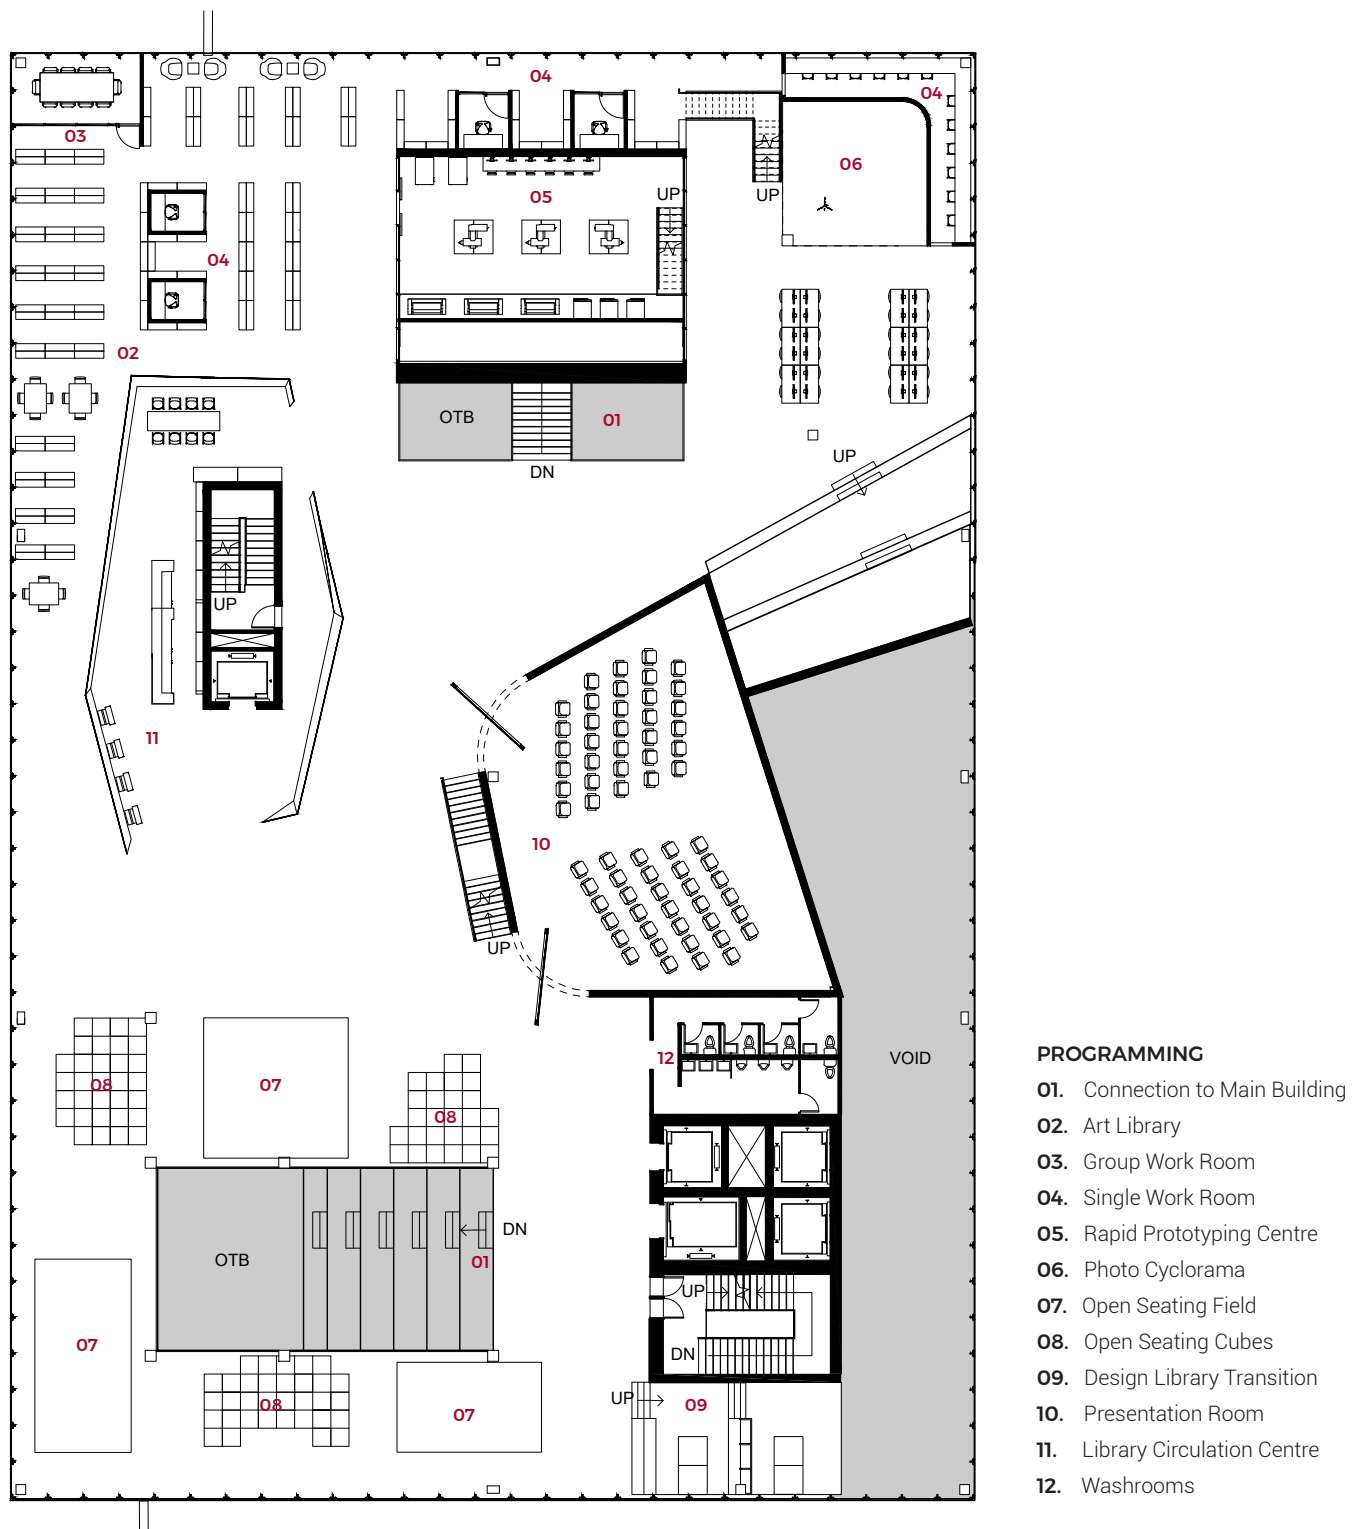 04
04
03
06
05
UP
UP
04
02
OTB
01
UP
DN
UP
11
10
UP
12
VOID
08
07
08
DN
OTB
01
UP
07
DN
UP
09
08
07
PROGRAMMING
01. Connection to Main Building
02. Art Library
03. Group Work Room
04. Single Work Room
05. Rapid Prototyping Centre
06. Photo Cyclorama
07. Open Seating Field
08. Open Seating Cubes
09. Design Library Transition
10. Presentation Room
11. Library Circulation Centre
12. Washrooms